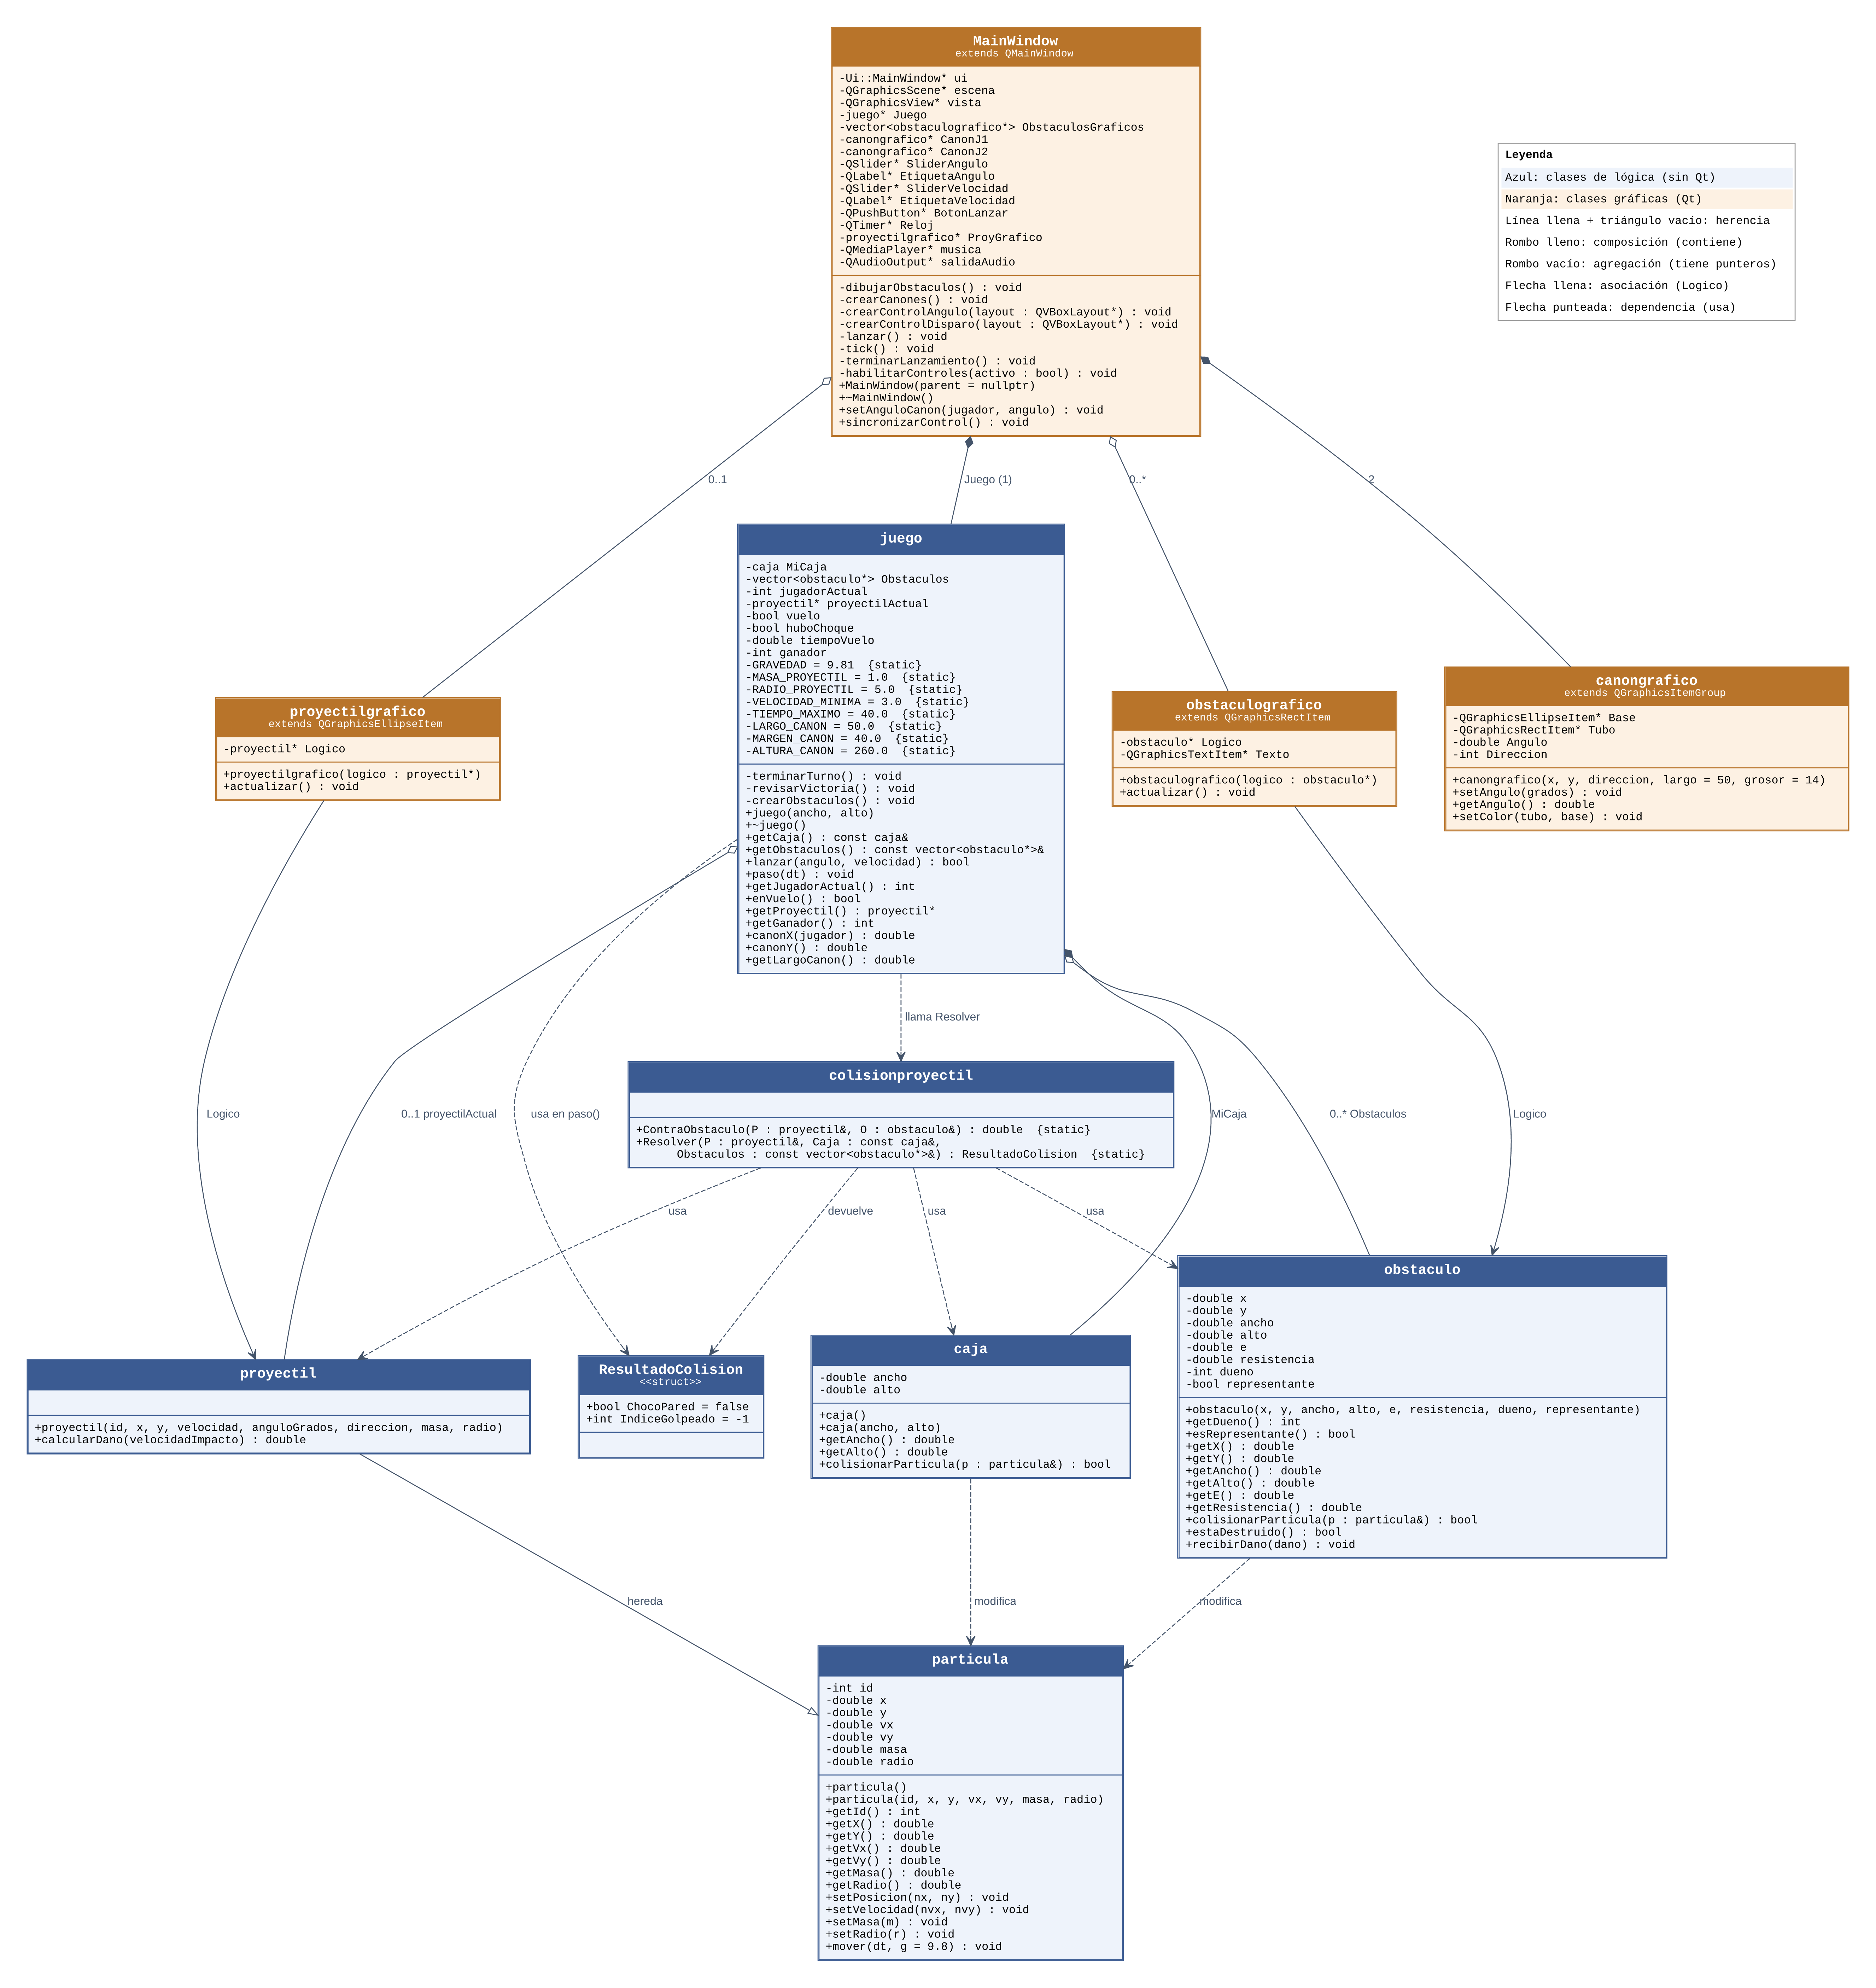 MainWindow
extends QMainWindow
-Ui::MainWindow* ui
-QGraphicsScene* escena
-QGraphicsView* vista
-juego* Juego
-vector<obstaculografico*> ObstaculosGraficos
-canongrafico* CanonJ1
-canongrafico* CanonJ2
-QSlider* SliderAngulo
-QLabel* EtiquetaAngulo
-QSlider* SliderVelocidad
-QLabel* EtiquetaVelocidad
-QPushButton* BotonLanzar
-QTimer* Reloj
-proyectilgrafico* ProyGrafico
-QMediaPlayer* musica
-QAudioOutput* salidaAudio
-dibujarObstaculos() : void
-crearCanones() : void
-crearControlAngulo(layout : QVBoxLayout*) : void
-crearControlDisparo(layout : QVBoxLayout*) : void
-lanzar() : void
-tick() : void
-terminarLanzamiento() : void
-habilitarControles(activo : bool) : void
+MainWindow(parent = nullptr)
+~MainWindow()
+setAnguloCanon(jugador, angulo) : void
+sincronizarControl() : void
Leyenda
Azul: clases de lógica (sin Qt)
Naranja: clases gráficas (Qt)
Línea llena + triángulo vacío: herencia
Rombo lleno: composición (contiene)
Rombo vacío: agregación (tiene punteros)
Flecha llena: asociación (Logico)
Flecha punteada: dependencia (usa)
0..1
Juego (1)
0..*
2
juego
-caja MiCaja
-vector<obstaculo*> Obstaculos
-int jugadorActual
-proyectil* proyectilActual
-bool vuelo
-bool huboChoque
-double tiempoVuelo
-int ganador
-GRAVEDAD = 9.81  {static}
-MASA_PROYECTIL = 1.0  {static}
-RADIO_PROYECTIL = 5.0  {static}
-VELOCIDAD_MINIMA = 3.0  {static}
-TIEMPO_MAXIMO = 40.0  {static}
-LARGO_CANON = 50.0  {static}
-MARGEN_CANON = 40.0  {static}
-ALTURA_CANON = 260.0  {static}
-terminarTurno() : void
-revisarVictoria() : void
-crearObstaculos() : void
+juego(ancho, alto)
+~juego()
+getCaja() : const caja&
+getObstaculos() : const vector<obstaculo*>&
+lanzar(angulo, velocidad) : bool
+paso(dt) : void
+getJugadorActual() : int
+enVuelo() : bool
+getProyectil() : proyectil*
+getGanador() : int
+canonX(jugador) : double
+canonY() : double
+getLargoCanon() : double
proyectilgrafico
extends QGraphicsEllipseItem
-proyectil* Logico
+proyectilgrafico(logico : proyectil*)
+actualizar() : void
obstaculografico
extends QGraphicsRectItem
-obstaculo* Logico
-QGraphicsTextItem* Texto
+obstaculografico(logico : obstaculo*)
+actualizar() : void
canongrafico
extends QGraphicsItemGroup
-QGraphicsEllipseItem* Base
-QGraphicsRectItem* Tubo
-double Angulo
-int Direccion
+canongrafico(x, y, direccion, largo = 50, grosor = 14)
+setAngulo(grados) : void
+getAngulo() : double
+setColor(tubo, base) : void
llama Resolver
colisionproyectil
+ContraObstaculo(P : proyectil&, O : obstaculo&) : double  {static}
+Resolver(P : proyectil&, Caja : const caja&,
Obstaculos : const vector<obstaculo*>&) : ResultadoColision  {static}
Logico
0..1 proyectilActual
usa en paso()
MiCaja
0..* Obstaculos
Logico
usa
devuelve
usa
usa
proyectil
+proyectil(id, x, y, velocidad, anguloGrados, direccion, masa, radio)
+calcularDano(velocidadImpacto) : double
ResultadoColision
<<struct>>
+bool ChocoPared = false
+int IndiceGolpeado = -1
caja
-double ancho
-double alto
+caja()
+caja(ancho, alto)
+getAncho() : double
+getAlto() : double
+colisionarParticula(p : particula&) : bool
obstaculo
-double x
-double y
-double ancho
-double alto
-double e
-double resistencia
-int dueno
-bool representante
+obstaculo(x, y, ancho, alto, e, resistencia, dueno, representante)
+getDueno() : int
+esRepresentante() : bool
+getX() : double
+getY() : double
+getAncho() : double
+getAlto() : double
+getE() : double
+getResistencia() : double
+colisionarParticula(p : particula&) : bool
+estaDestruido() : bool
+recibirDano(dano) : void
hereda
modifica
modifica
particula
-int id
-double x
-double y
-double vx
-double vy
-double masa
-double radio
+particula()
+particula(id, x, y, vx, vy, masa, radio)
+getId() : int
+getX() : double
+getY() : double
+getVx() : double
+getVy() : double
+getMasa() : double
+getRadio() : double
+setPosicion(nx, ny) : void
+setVelocidad(nvx, nvy) : void
+setMasa(m) : void
+setRadio(r) : void
+mover(dt, g = 9.8) : void